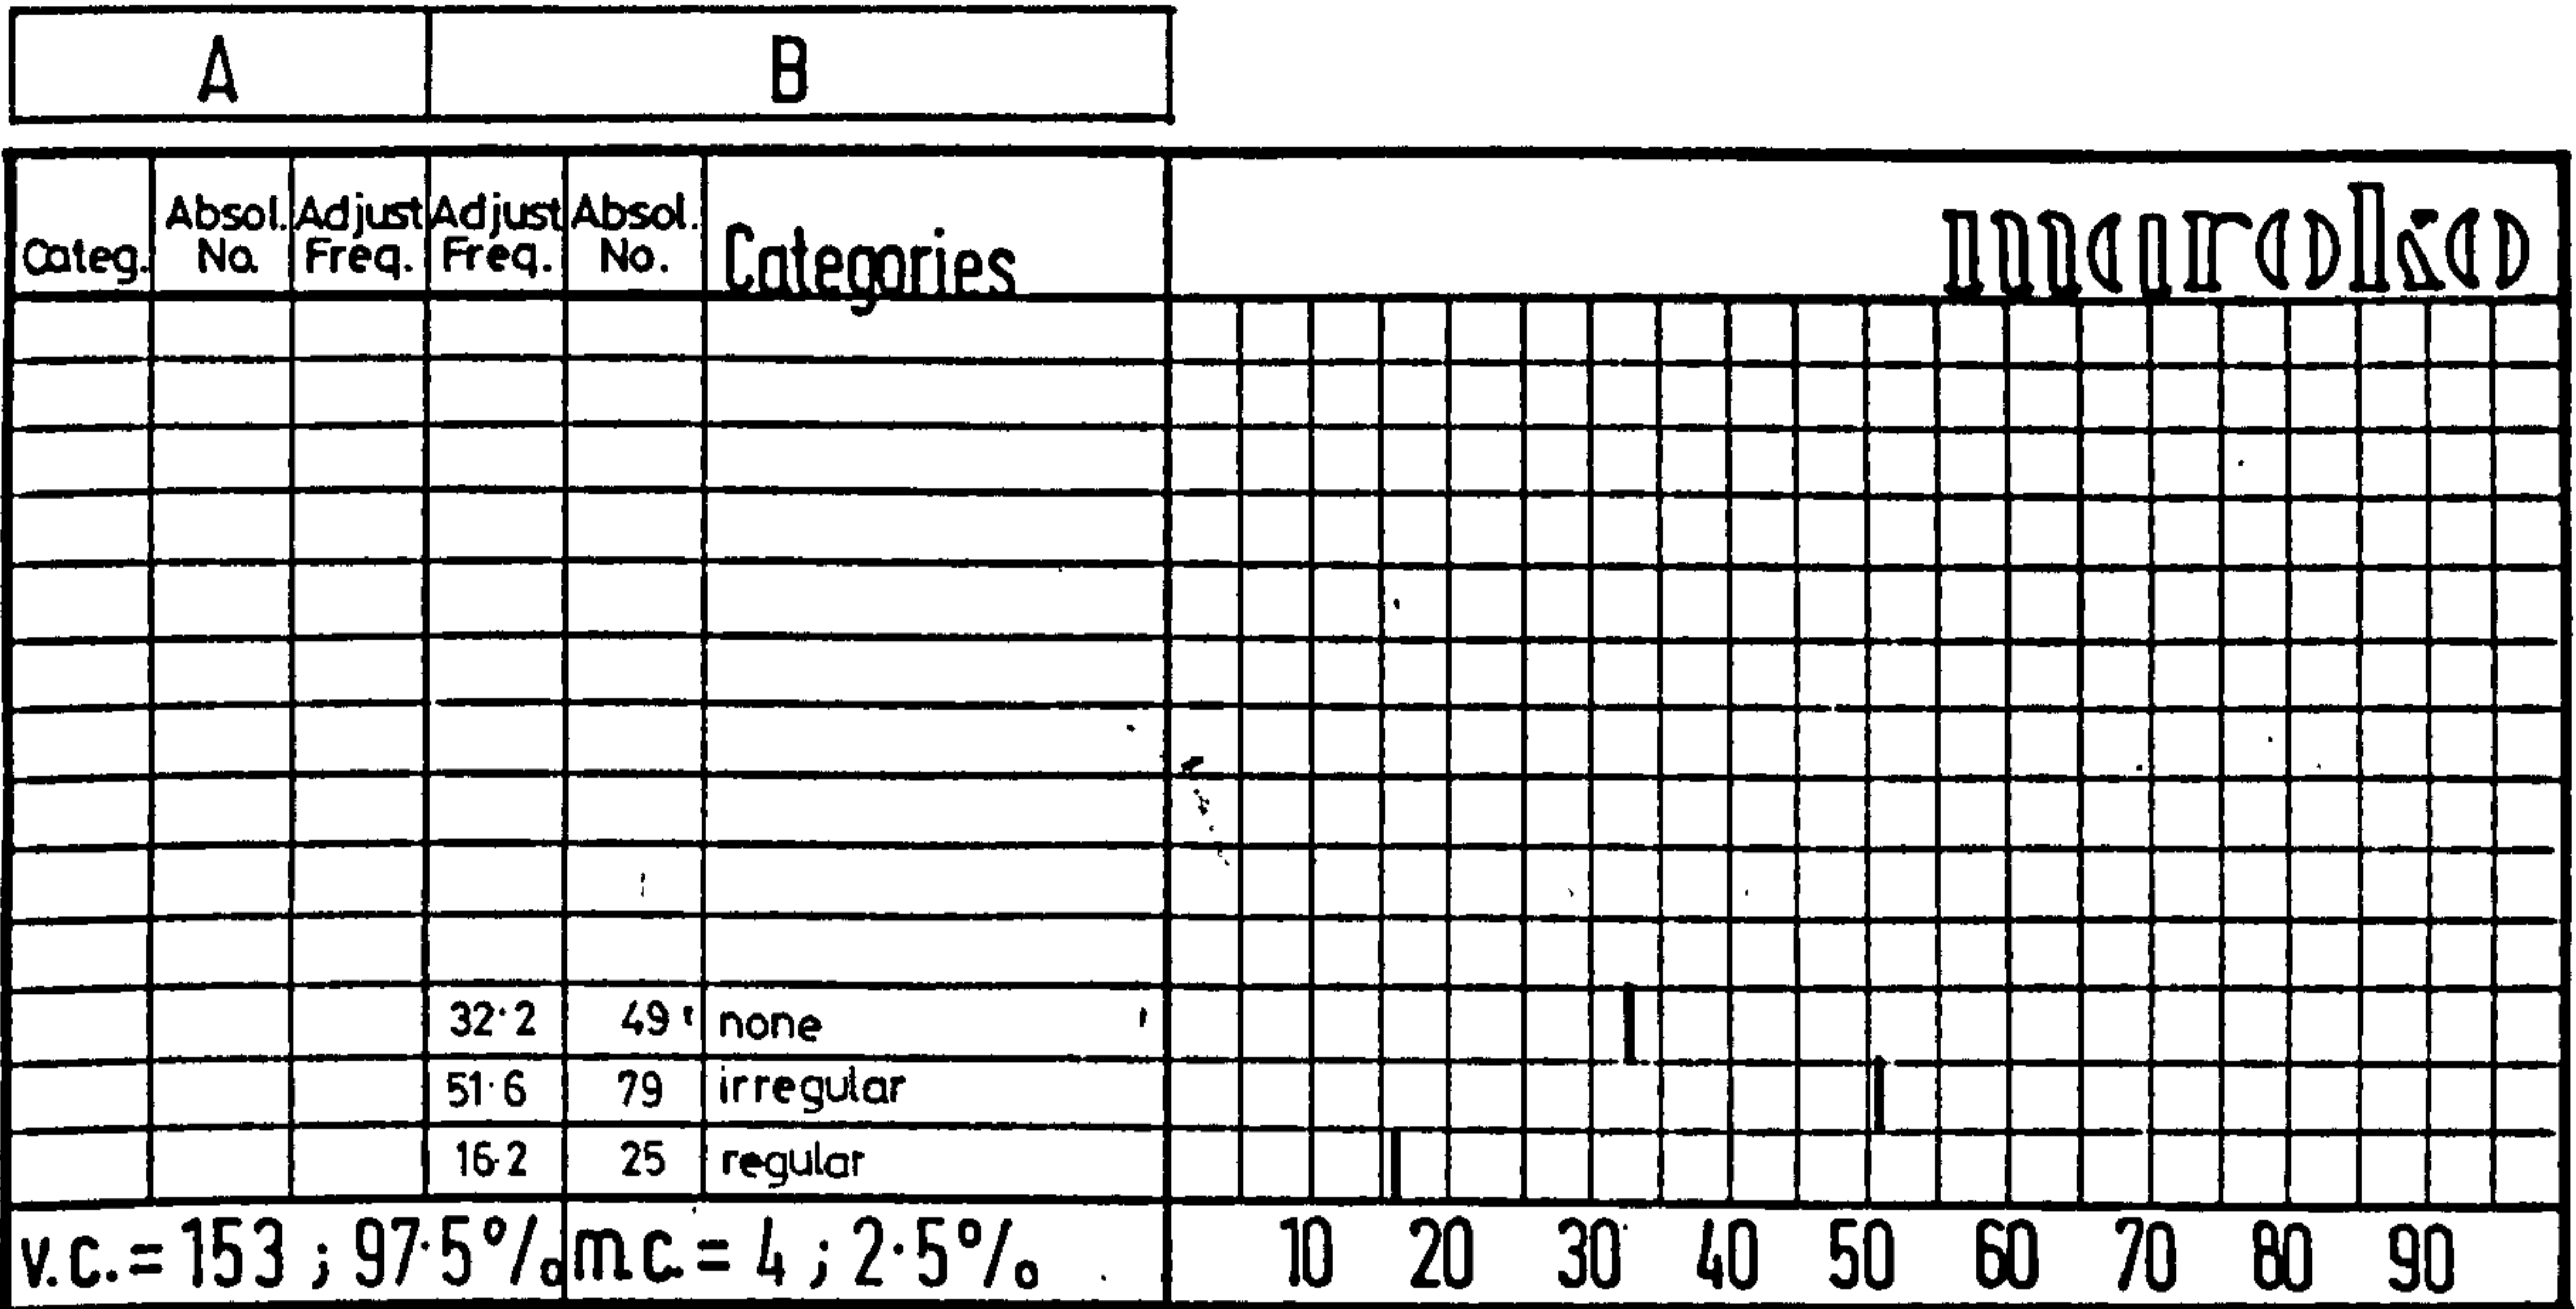 A B
Categ. Absol. No. Adjust Freq. Adjust Freq. Absol. No. Categories maroko
32·2 49 none
51·6 79 irregular
16·2 25 regular
v.c. = 153 ; 97·5% m.c. = 4 ; 2·5% 10 20 30 40 50 60 70 80 90